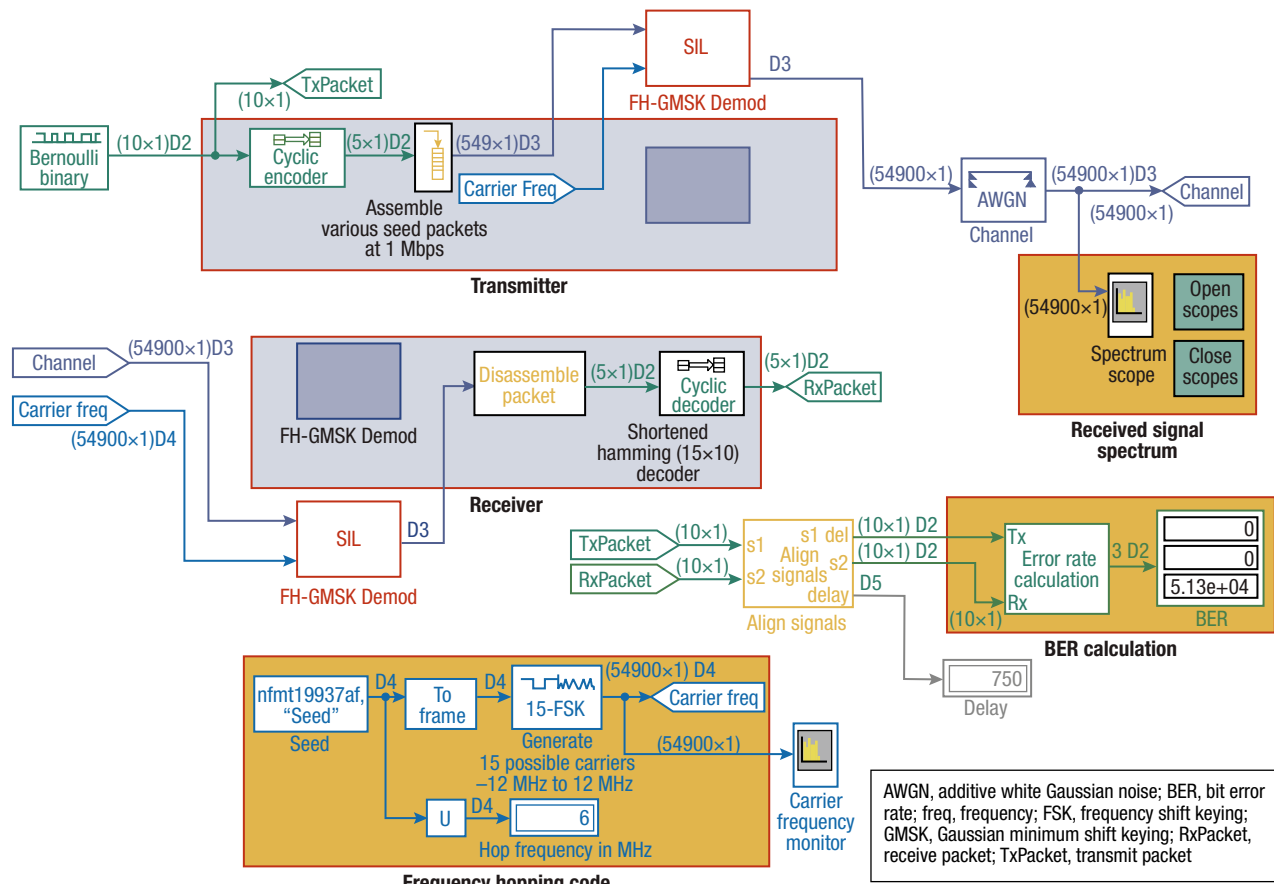 SIL
D3
FH-GMSK Demod
TxPacket
(10×1)
Bernoulli
binary
(10×1)D2
Cyclic
encoder
(5×1)D2
(549×1)D3
Carrier Freq
Assemble
various seed packets
at 1 Mbps
Transmitter
(54900×1)
AWGN
Channel
(54900×1)D3
(54900×1)
Channel
(54900×1)
Spectrum
scope
Open
scopes
Close
scopes
Received signal
spectrum
Channel
(54900×1)D3
Carrier freq
(54900×1)D4
FH-GMSK Demod
Disassemble
packet
(5×1)D2
Cyclic
decoder
(5×1)D2
RxPacket
Shortened
hamming (15×10)
decoder
Receiver
SIL
D3
FH-GMSK Demod
TxPacket
(10×1)
RxPacket
(10×1)
s1
s2
s1 del
Align
signals
s2
delay
Align signals
(10×1) D2
(10×1) D2
D5
Tx
Error rate
calculation
Rx
(10×1)
3 D2
0
0
5.13e+04
BER
BER calculation
750
Delay
nfmt19937af,
“Seed”
Seed
D4
To
frame
D4
15-FSK
(54900×1) D4
Carrier freq
Generate
15 possible carriers
–12 MHz to 12 MHz
(54900×1)
Carrier
frequency
monitor
U
D4
6
Hop frequency in MHz
Frequency hopping code
AWGN, additive white Gaussian noise; BER, bit error
rate; freq, frequency; FSK, frequency shift keying;
GMSK, Gaussian minimum shift keying; RxPacket,
receive packet; TxPacket, transmit packet